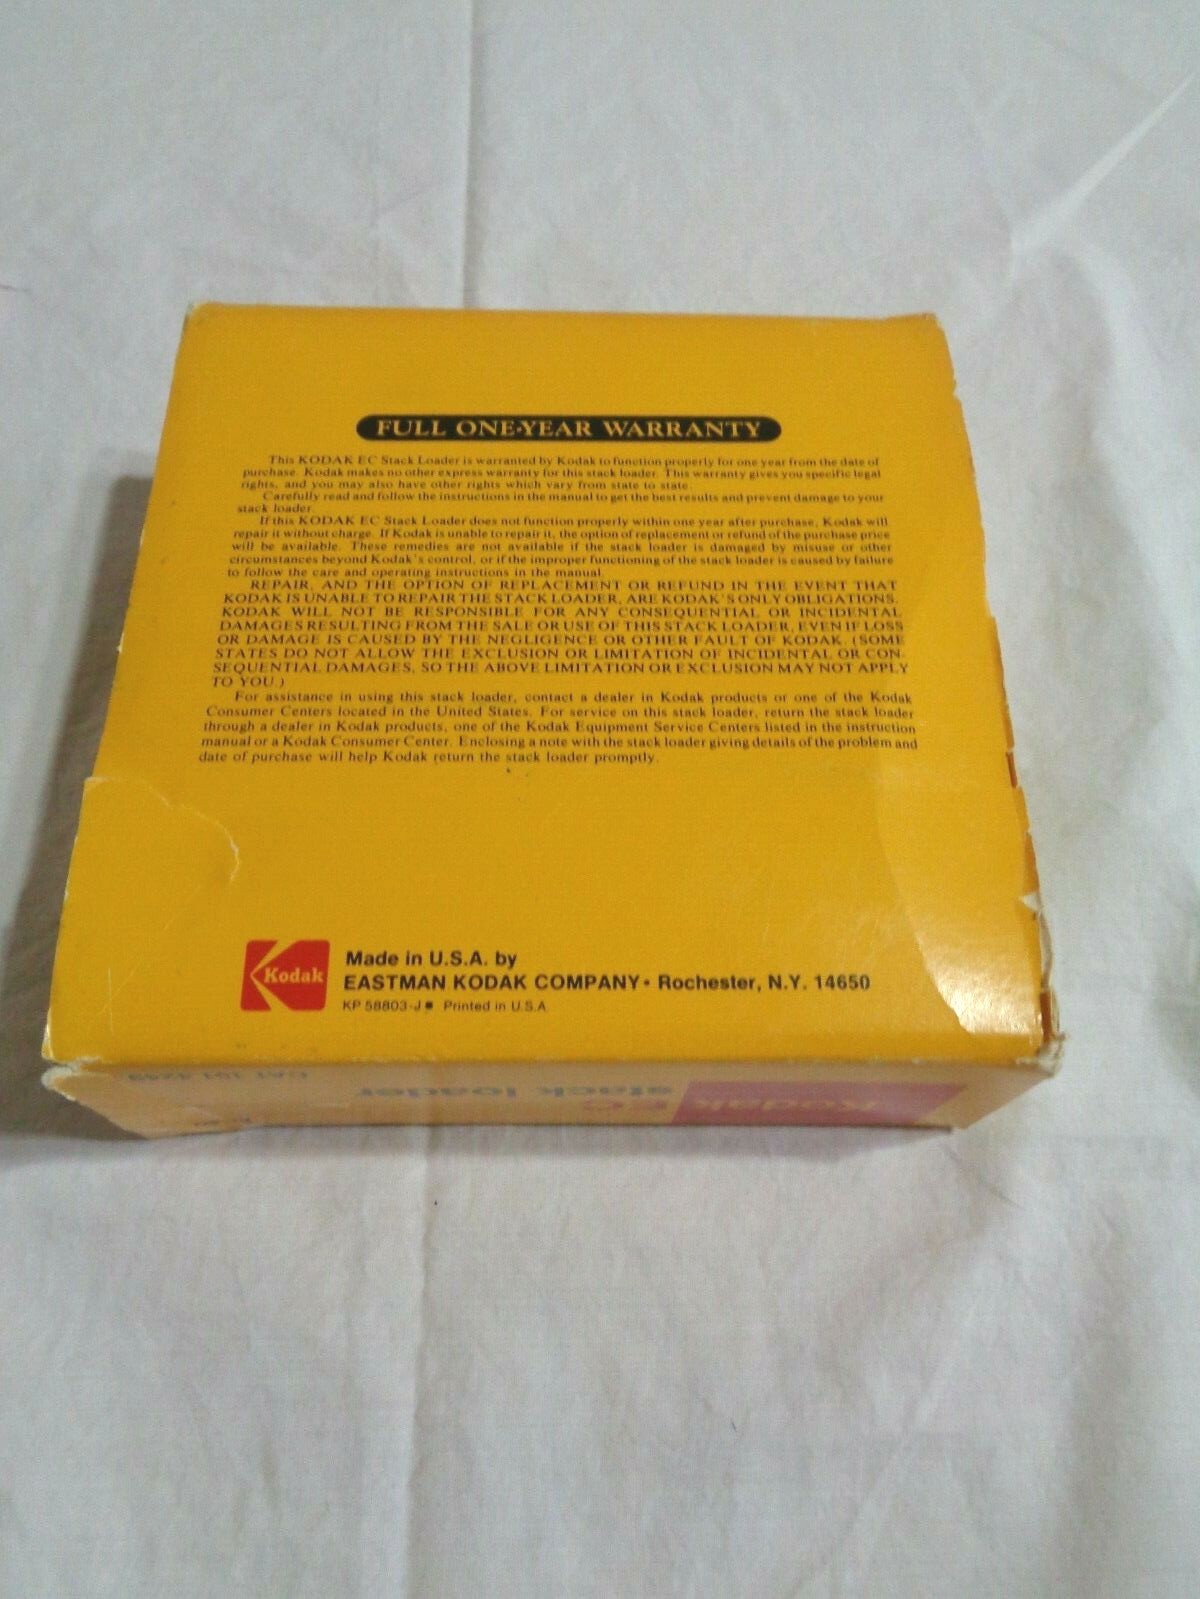 FULL ONE-YEAR WARRANTY
This KODAK EC Stack Loader is warranted by Kodak to function properly for one year from the date of
purchase. Kodak makes no other express warranty for this stack loader. This warranty gives you specific legal
rights, and you may also have other rights which vary from state to state.
Carefully read and follow the instructions in the manual to get the best results and prevent damage to your
stack loader.
If this KODAK EC Stack Loader does not function properly within one year after purchase, Kodak will
repair it without charge. If Kodak is unable to repair it, the option of replacement or refund of the purchase price
will be available. These remedies are not available if the stack loader is damaged by misuse or other
circumstances beyond Kodak's control, or if the improper functioning of the stack loader is caused by failure
to follow the care and operating instructions in the manual.
REPAIR, AND THE OPTION OF REPLACEMENT OR REFUND IN THE EVENT THAT
KODAK IS UNABLE TO REPAIR THE STACK LOADER, ARE KODAK'S ONLY OBLIGATIONS.
KODAK WILL NOT BE RESPONSIBLE FOR ANY CONSEQUENTIAL OR INCIDENTAL
DAMAGES RESULTING FROM THE SALE OR USE OF THIS STACK LOADER, EVEN IF LOSS
OR DAMAGE IS CAUSED BY THE NEGLIGENCE OR OTHER FAULT OF KODAK. (SOME
STATES DO NOT ALLOW THE EXCLUSION OR LIMITATION OF INCIDENTAL OR CON-
SEQUENTIAL DAMAGES, SO THE ABOVE LIMITATION OR EXCLUSION MAY NOT APPLY
TO YOU.)
For assistance in using this stack loader, contact a dealer in Kodak products or one of the Kodak
Consumer Centers located in the United States. For service on this stack loader, return the stack loader
through a dealer in Kodak products, one of the Kodak Equipment Service Centers listed in the instruction
manual or a Kodak Consumer Center. Enclosing a note with the stack loader giving details of the problem and
date of purchase will help Kodak return the stack loader promptly.
Kodak
Made in U.S.A. by
EASTMAN KODAK COMPANY • Rochester, N.Y. 14650
KP 58803-J ■ Printed in U.S.A.
Kodak EC
stack loader
CAT 101